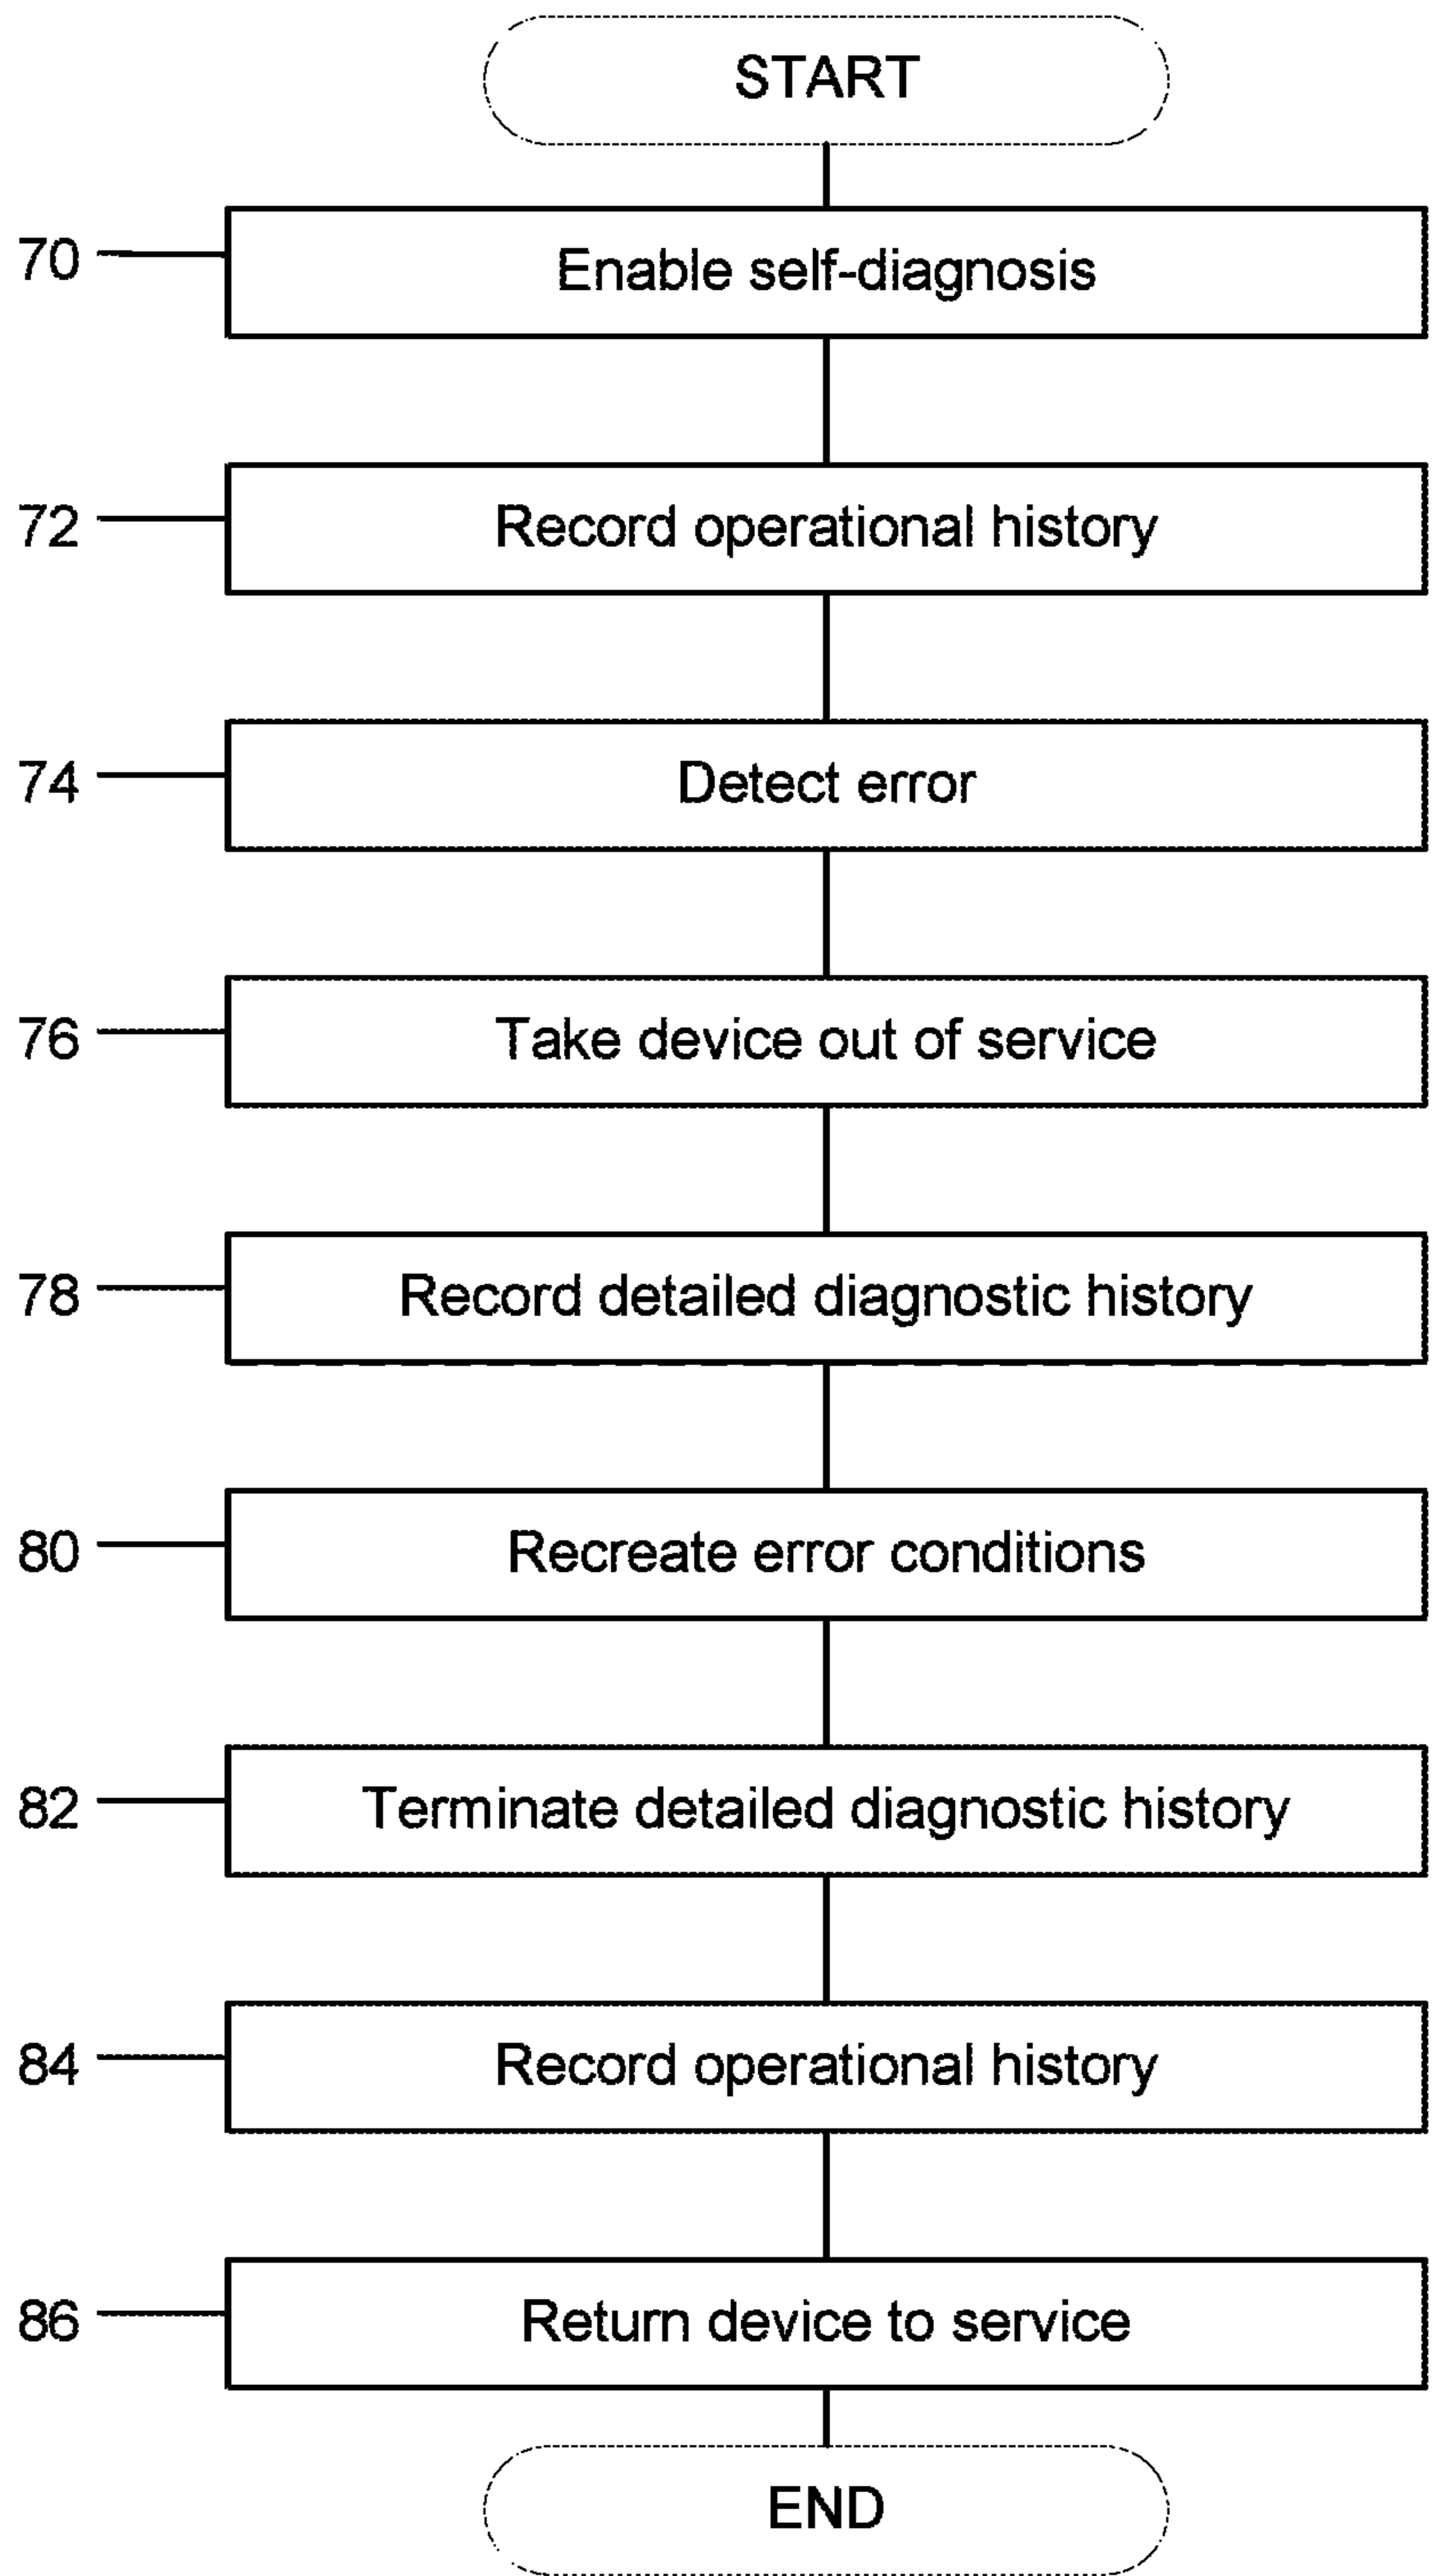 START
70 Enable self-diagnosis
72 Record operational history
74 Detect error
76 Take device out of service
78 Record detailed diagnostic history
80 Recreate error conditions
82 Terminate detailed diagnostic history
84 Record operational history
86 Return device to service
END